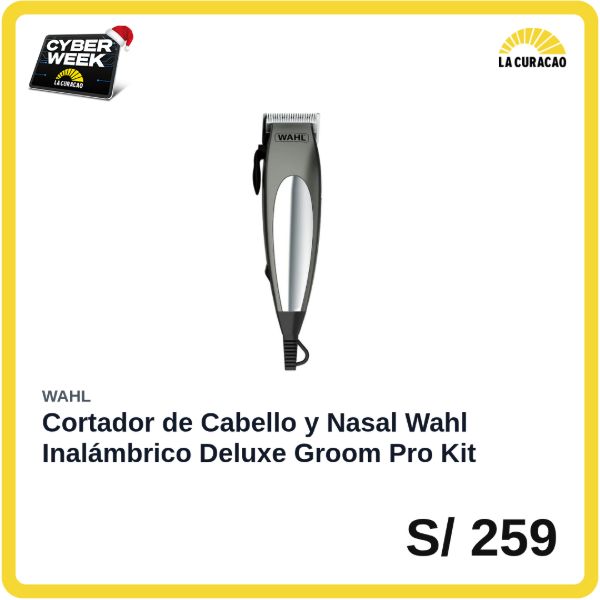 CYBER
WEEK
LA CURACAO
LA CURACAO
WAHL
WAHL
Cortador de Cabello y Nasal Wahl
Inalámbrico Deluxe Groom Pro Kit
S/ 259